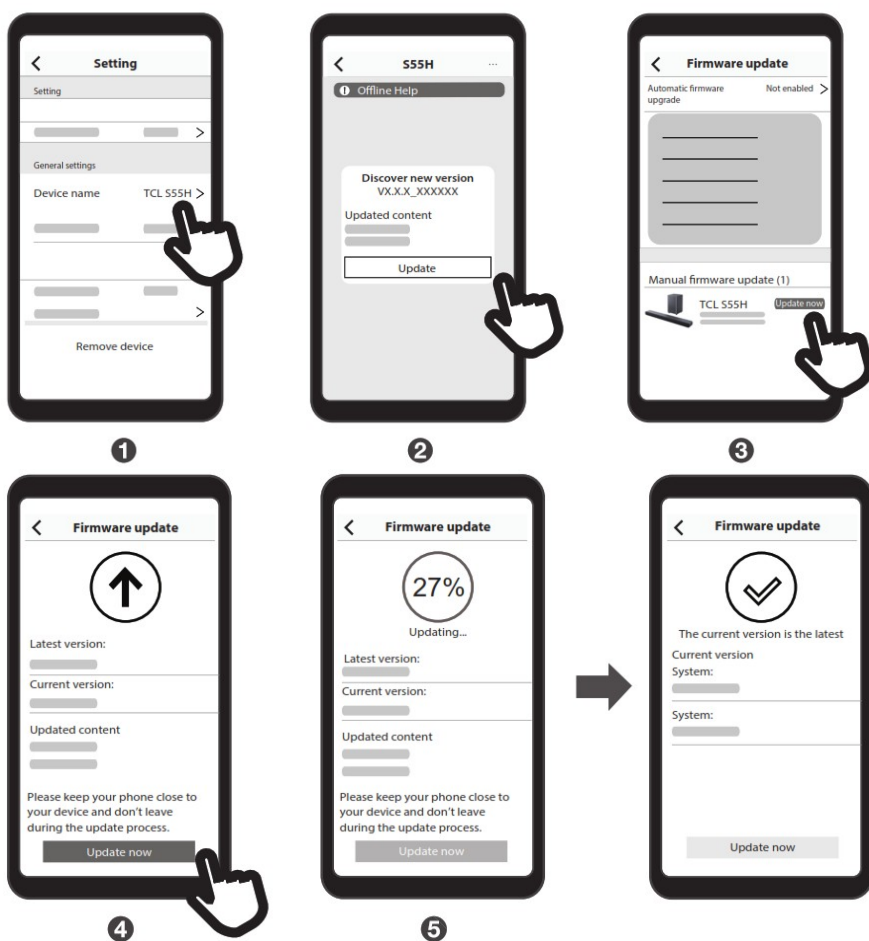 Setting
Setting
General settings
Device name TCL S55H
Remove device
1
S55H ...
Offline Help
Discover new version
VX.X.X_XXXXXX
Updated content
Update
2
Firmware update
Automatic firmware Not enabled
upgrade
Manual firmware update (1)
TCL S55H Update now
3
Firmware update
Latest version:
Current version:
Updated content
Please keep your phone close to
your device and don't leave
during the update process.
Update now
4
Firmware update
27%
Updating...
Latest version:
Current version:
Updated content
Please keep your phone close to
your device and don't leave
during the update process.
Update now
5
Firmware update
The current version is the latest
Current version
System:
System:
Update now